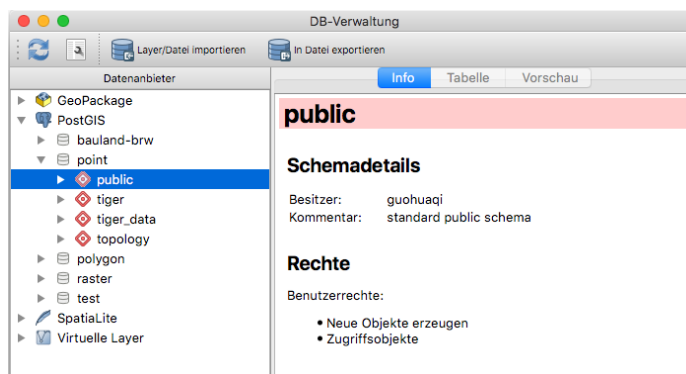 DB-Verwaltung
Layer/Datei importieren
In Datei exportieren
Datenanbieter
GeoPackage
PostGIS
bauland-brw
point
public
tiger
tiger_data
topology
polygon
raster
test
SpatiaLite
Virtuelle Layer
Info Tabelle Vorschau
public
Schemadetails
Besitzer: guohuaqi
Kommentar: standard public schema
Rechte
Benutzerrechte:
• Neue Objekte erzeugen
• Zugriffsobjekte